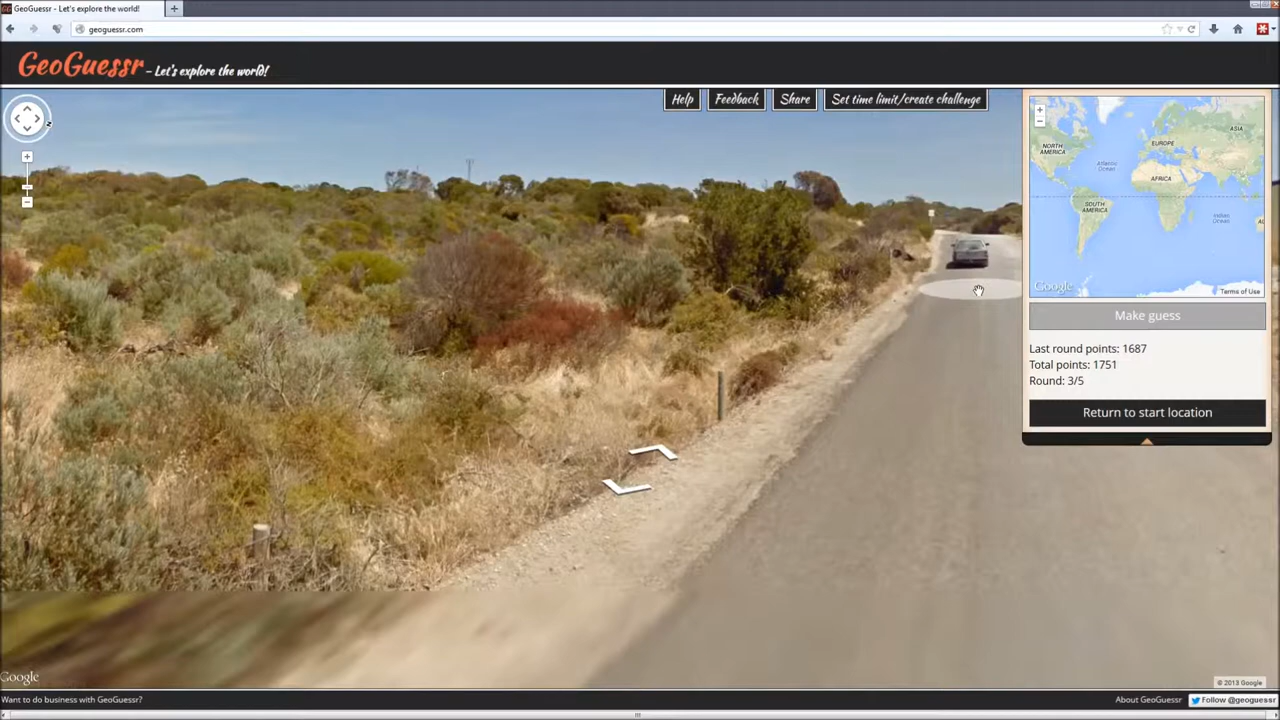 GeoGuessr - Let's explore the world!
geoguessr.com
GeoGuessr - Let's explore the world!
Help
Feedback
Share
Set time limit/create challenge
NORTH AMERICA
Atlantic Ocean
EUROPE
ASIA
AFRICA
SOUTH AMERICA
Indian Ocean
Google
Terms of Use
Make guess
Last round points: 1687
Total points: 1751
Round: 3/5
Return to start location
Google
© 2013 Google
Want to do business with GeoGuessr?
About GeoGuessr
Follow @geoguessr